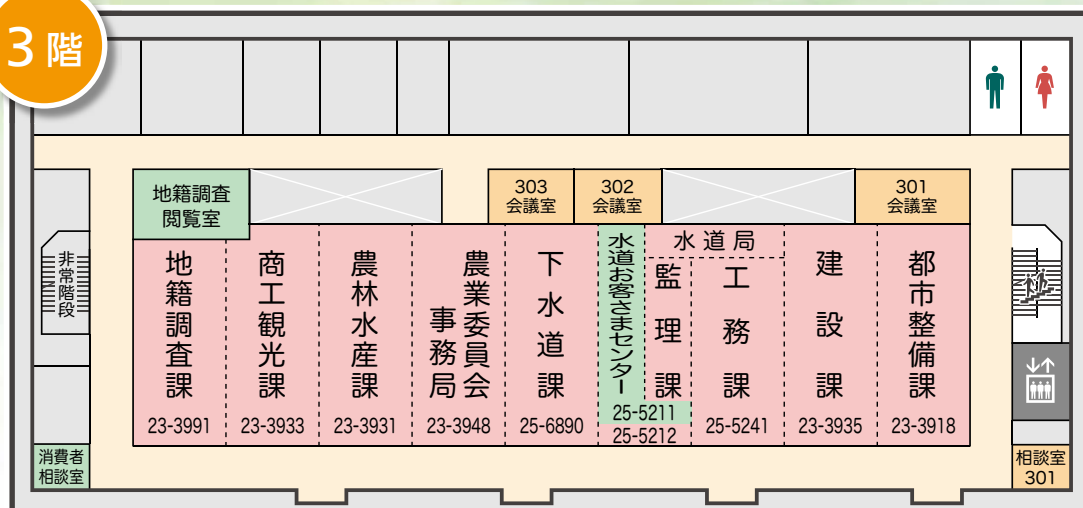 3階
地籍調査
閲覧室
303
会議室
302
会議室
301
会議室
非常階段
地籍調査課
23-3991
商工観光課
23-3933
農林水産課
23-3931
農業委員会
事務局
23-3948
下水道課
25-6890
水道お客さまセンター
25-5211
水道局
監理課
25-5212
工務課
25-5241
建設課
23-3935
都市整備課
23-3918
消費者
相談室
相談室
301